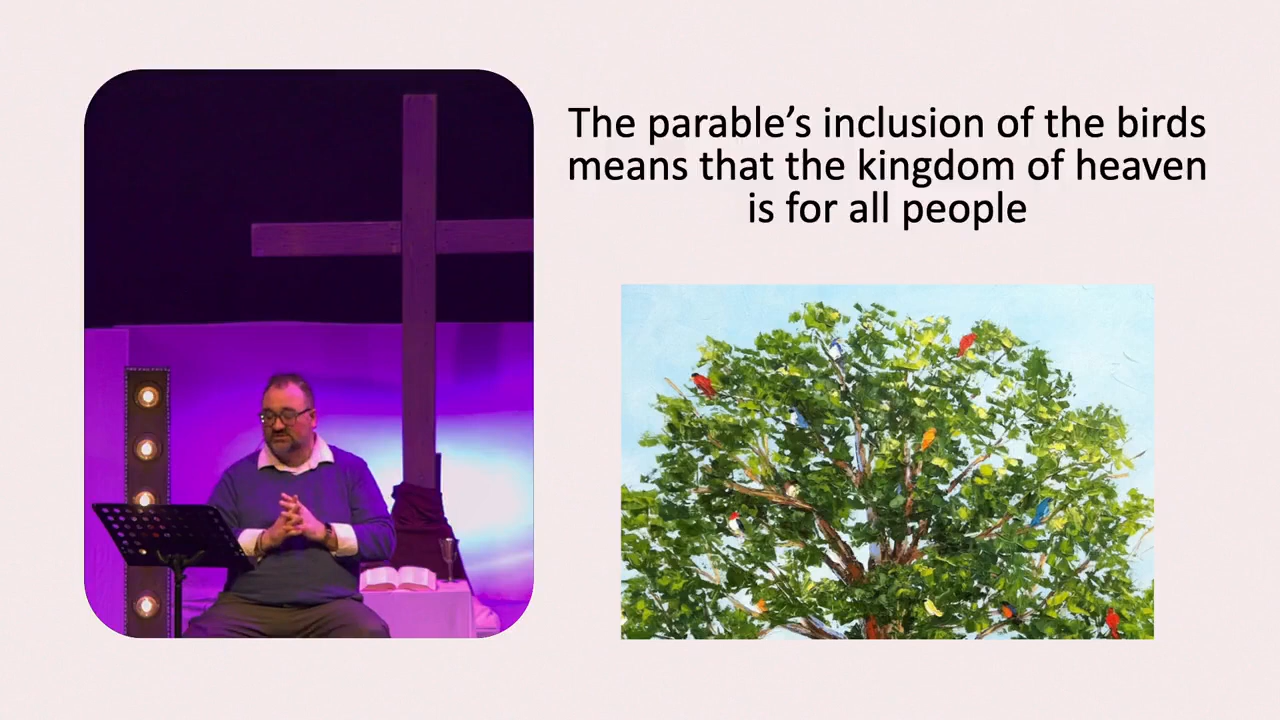 The parable’s inclusion of the birds
means that the kingdom of heaven
is for all people